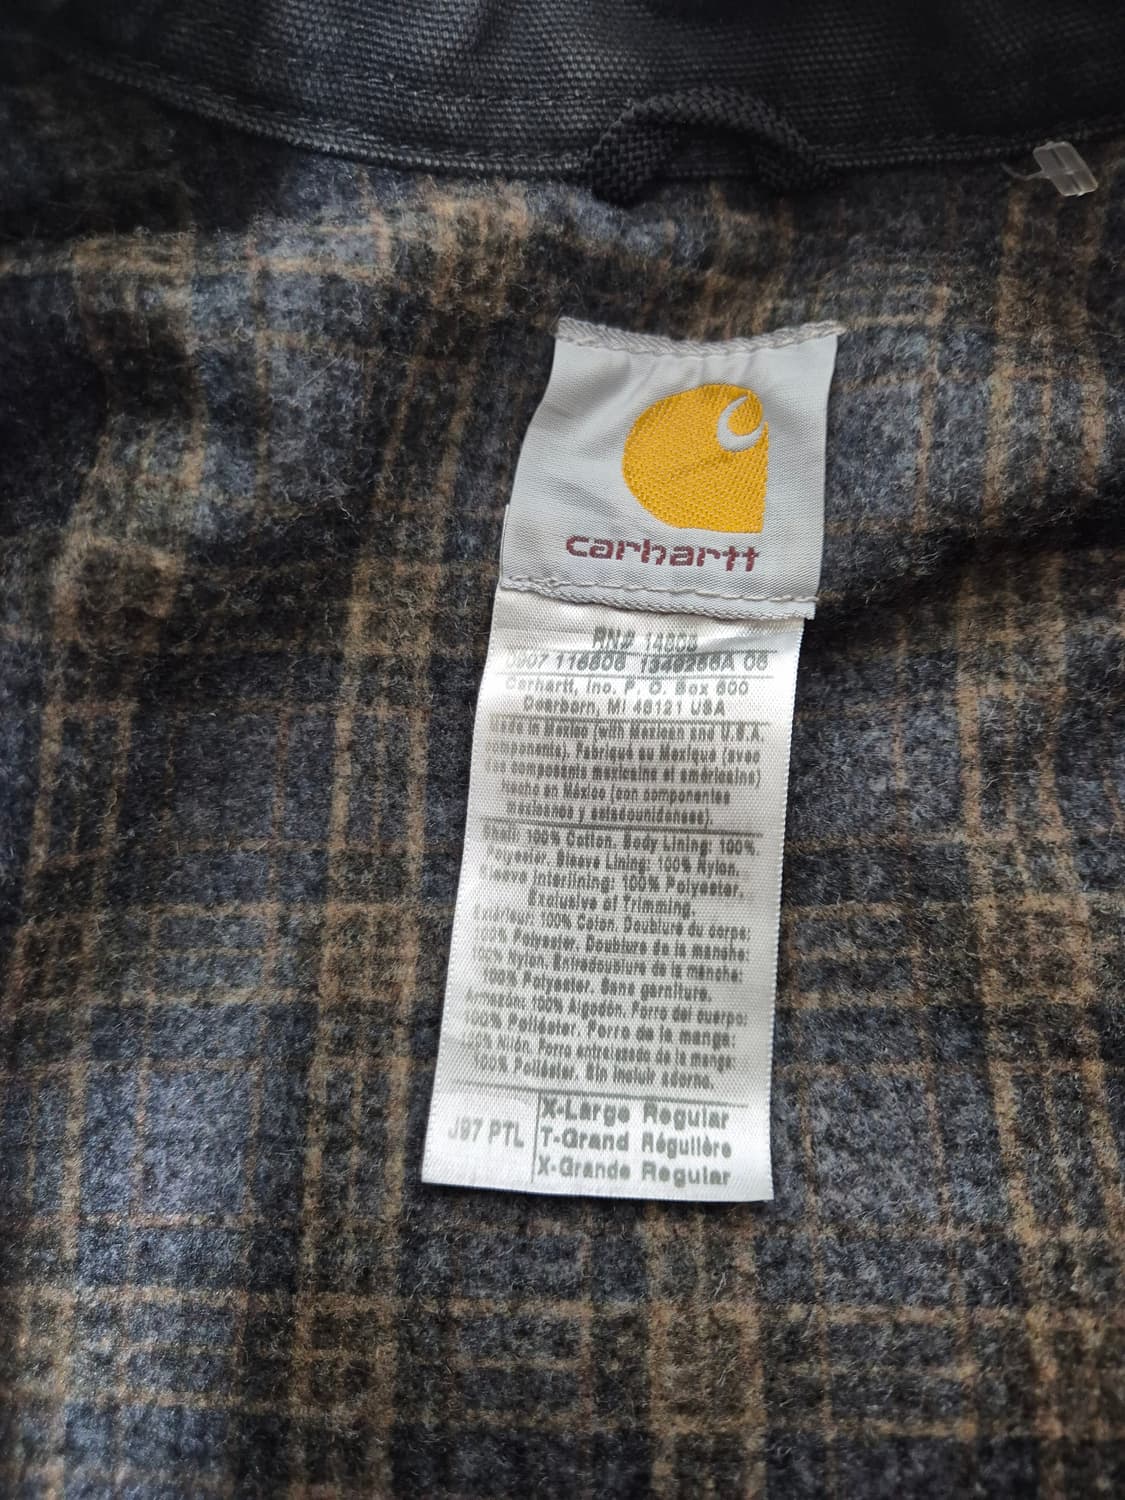 carhartt
RN# 14806
0907 116806 1349286A 06
Carhartt, Inc. P. O. Box 600
Dearborn, MI 48121 USA
Made in Mexico (with Mexican and U.S.A.
components). Fabriqué au Mexique (avec
des composants mexicains et américains)
hecho en México (con componentes
mexicanos y estadounidenses).
Shell: 100% Cotton. Body Lining: 100%
Polyester. Sleeve Lining: 100% Nylon.
Sleeve Interlining: 100% Polyester.
Exclusive of Trimming.
Extérieur: 100% Coton. Doublure du corps:
100% Polyester. Doublure de la manche:
100% Nylon. Entredoublure de la manche:
100% Polyester. Sans garniture.
Armazón: 100% Algodón. Forro del cuerpo:
100% Poliéster. Forro de la manga:
100% Nilón. Forro entrelazado de la manga:
100% Poliéster. Sin incluir adorno.
J97 PTL
X-Large Regular
T-Grand Régulière
X-Grande Regular